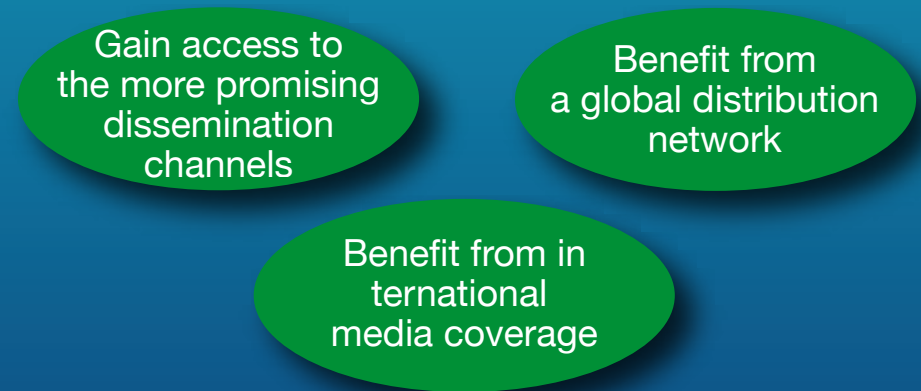 Gain access to
the more promising
dissemination
channels
Benefit from
a global distribution
network
Benefit from in
ternational
media coverage